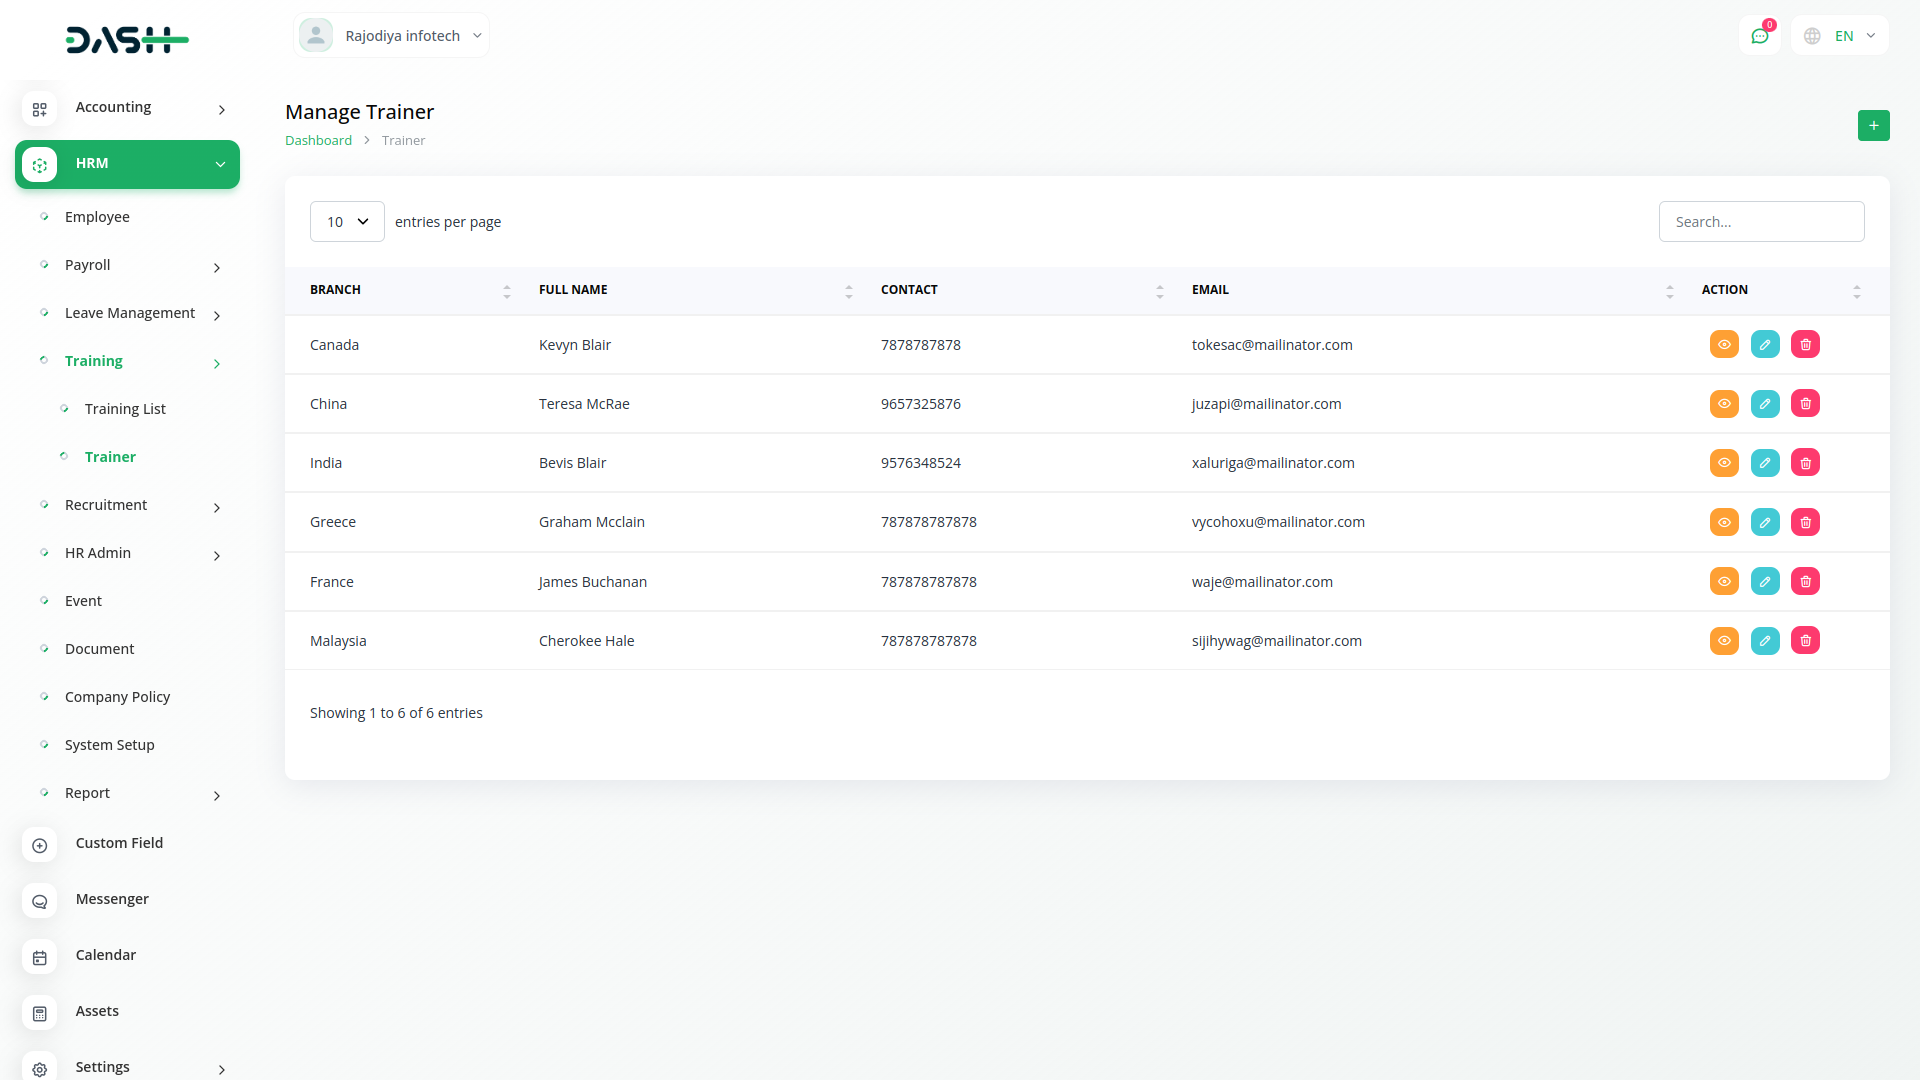 DASH
Rajodiya infotech
0
EN
Accounting
HRM
Employee
Payroll
Leave Management
Training
Training List
Trainer
Recruitment
HR Admin
Event
Document
Company Policy
System Setup
Report
Custom Field
Messenger
Calendar
Assets
Settings
Manage Trainer
Dashboard > Trainer
+
10 entries per page
Search...
BRANCH FULL NAME CONTACT EMAIL ACTION
Canada Kevyn Blair 7878787878 tokesac@mailinator.com
China Teresa McRae 9657325876 juzapi@mailinator.com
India Bevis Blair 9576348524 xaluriga@mailinator.com
Greece Graham Mcclain 787878787878 vycohoxu@mailinator.com
France James Buchanan 787878787878 waje@mailinator.com
Malaysia Cherokee Hale 787878787878 sijihywag@mailinator.com
Showing 1 to 6 of 6 entries